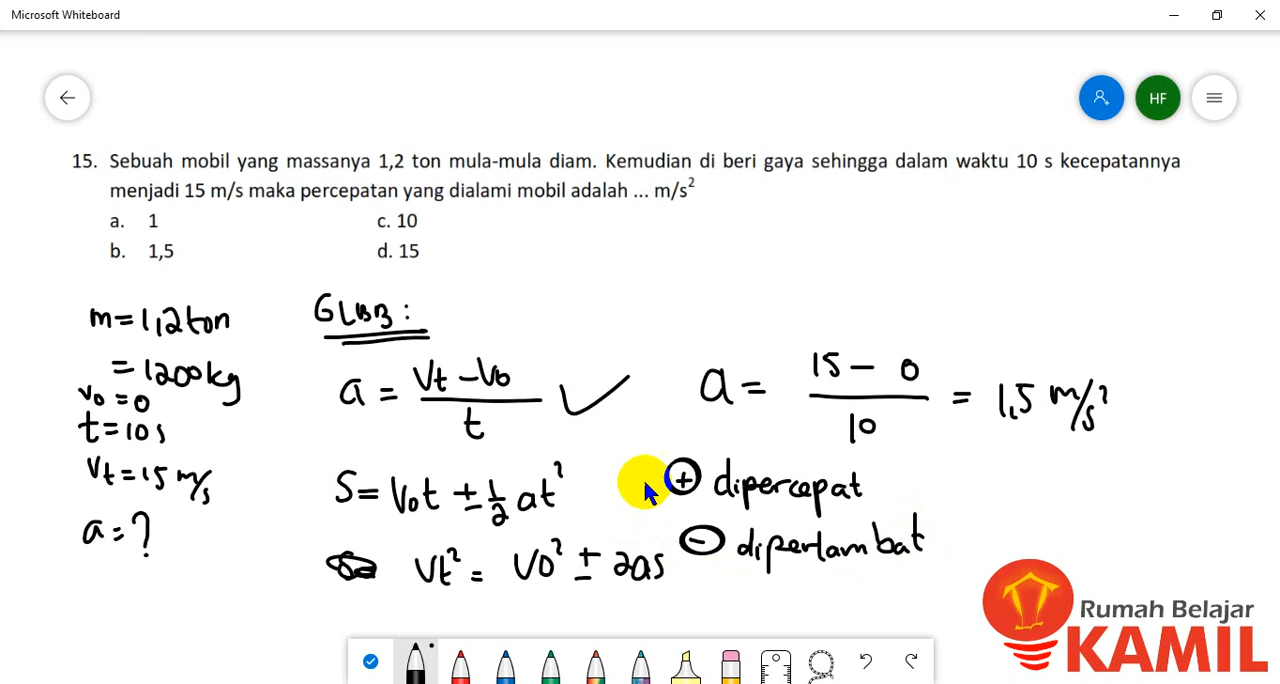 Microsoft Whiteboard
HF
15. Sebuah mobil yang massanya 1,2 ton mula-mula diam. Kemudian di beri gaya sehingga dalam waktu 10 s kecepatannya
menjadi 15 m/s maka percepatan yang dialami mobil adalah ... m/s²
a. 1 c. 10
b. 1,5 d. 15
m = 1,2 ton
= 1200 kg
v₀ = 0
t = 10 s
Vt = 15 m/s
a = ?
GLBB :
a = (Vt - V₀) / t ✓
S = V₀t ± ½ at²
Vt² = V₀² ± 2as
a = (15 - 0) / 10 = 1,5 m/s²
+ dipercepat
- diperlambat
Rumah Belajar
KAMIL